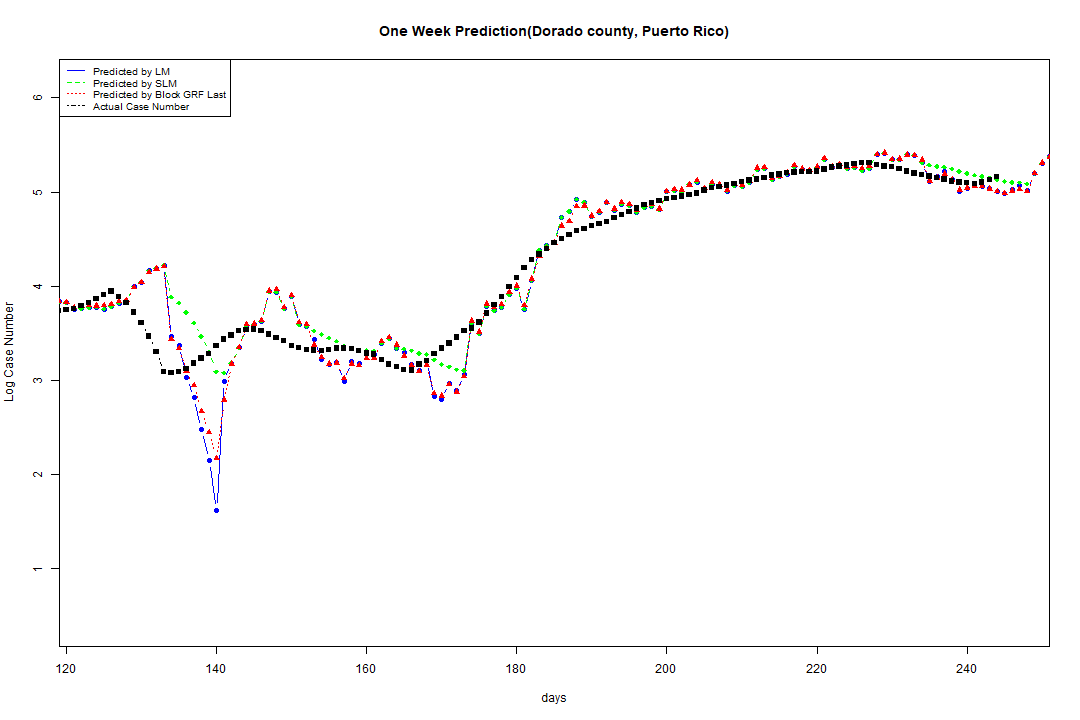 One Week Prediction(Dorado county, Puerto Rico)
Predicted by LM
Predicted by SLM
Predicted by Block GRF Last
Actual Case Number
6
5
4
3
2
1
Log Case Number
120 140 160 180 200 220 240
days